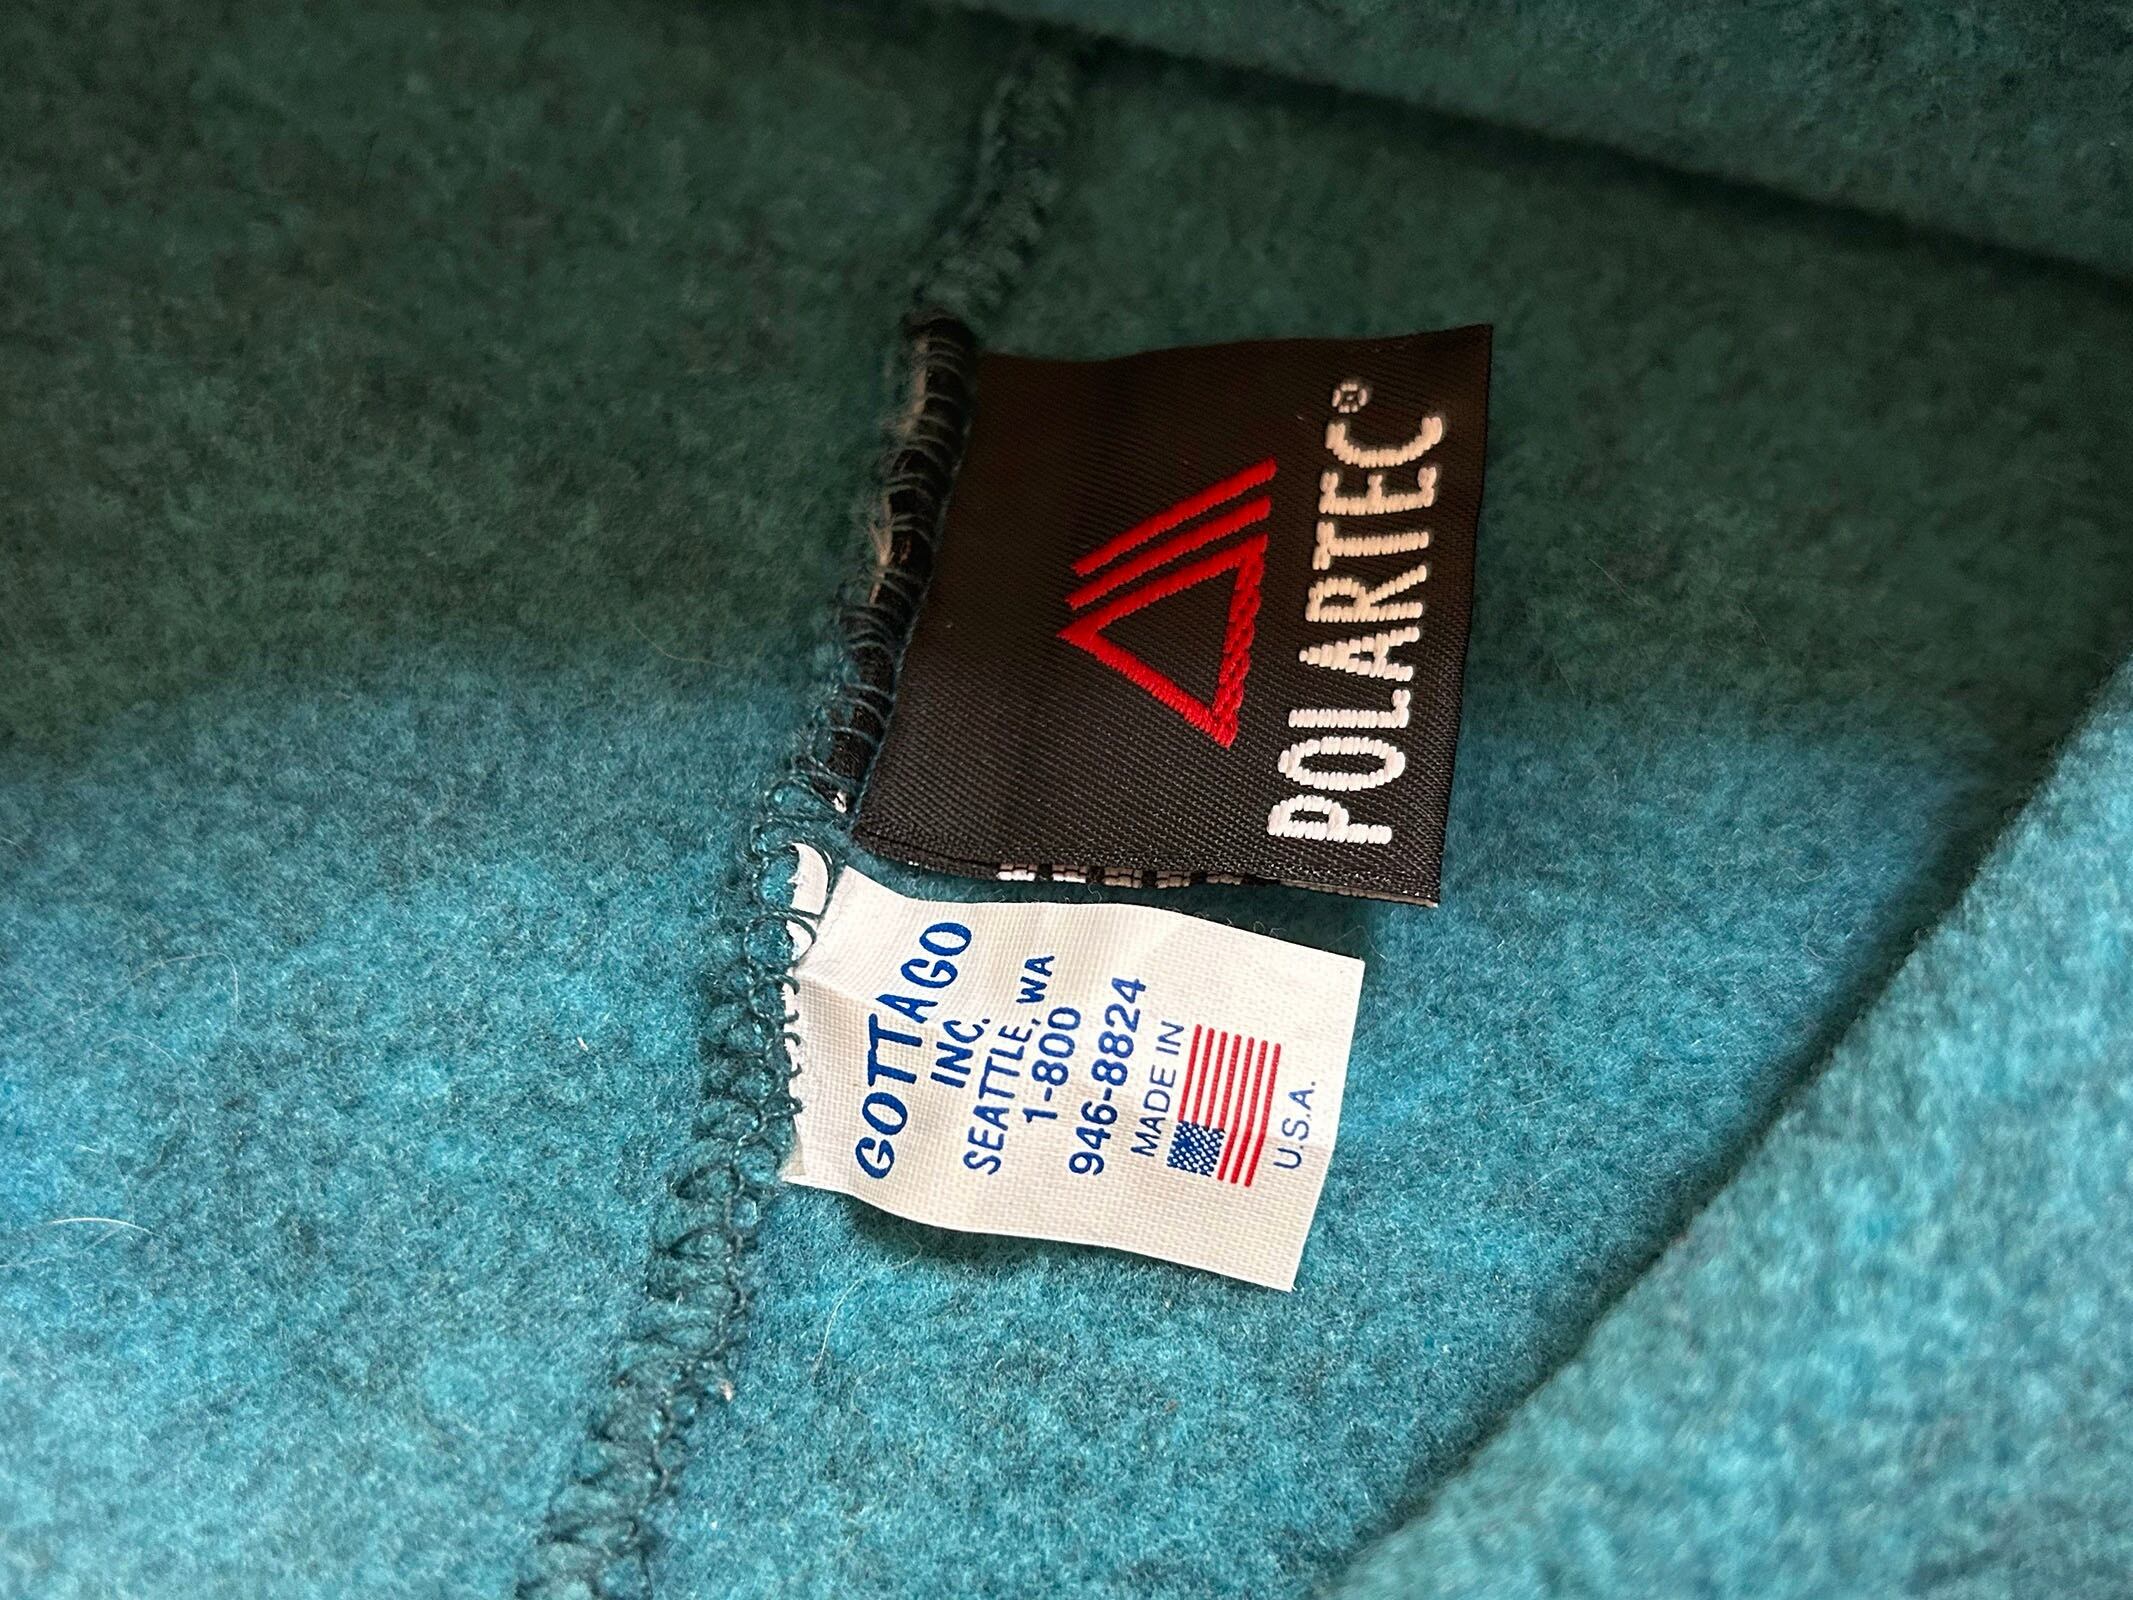 POLARTEC®
GOTTAGO
INC.
SEATTLE, WA
1-800
946-8824
MADE IN
U.S.A.